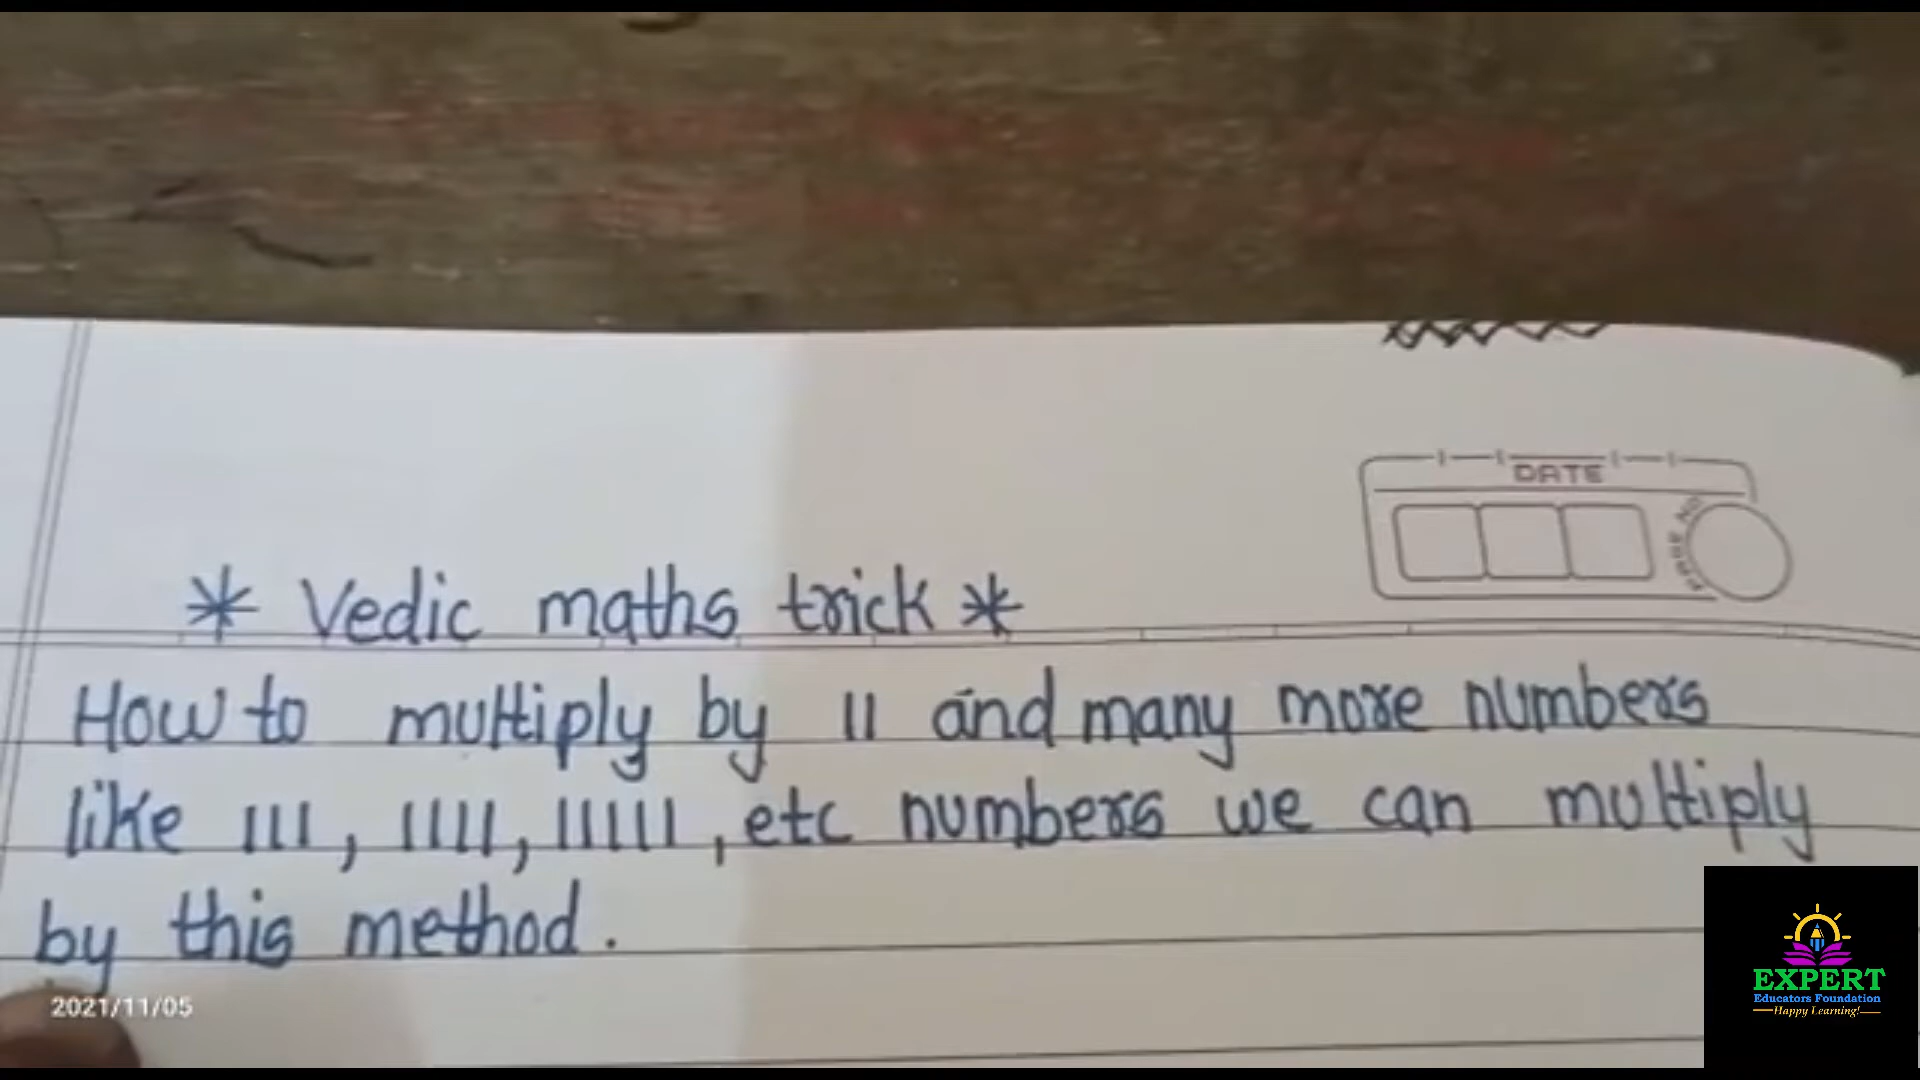 DATE
PAGE NO
* Vedic maths trick *
How to multiply by 11 and many more numbers
like 111, 1111, 11111, etc numbers we can multiply
by this method.
2021/11/05
EXPERT
Educators Foundation
Happy Learning!